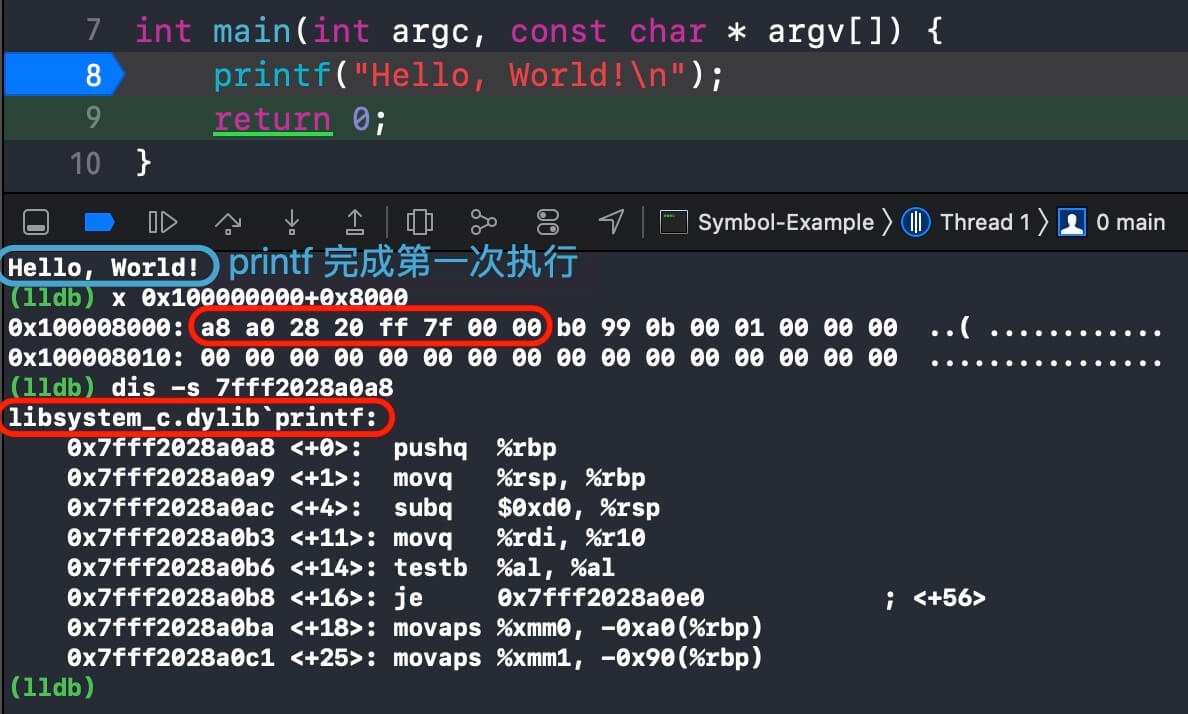 7 int main(int argc, const char * argv[]) {
8 printf("Hello, World!\n");
9 return 0;
10 }
Symbol-Example 〉 Thread 1 〉 0 main
Hello, World! printf 完成第一次执行
(lldb) x 0x100000000+0x8000
0x100008000: a8 a0 28 20 ff 7f 00 00 b0 99 0b 00 01 00 00 00 ..( ............
0x100008010: 00 00 00 00 00 00 00 00 00 00 00 00 00 00 00 00 ................
(lldb) dis -s 7fff2028a0a8
libsystem_c.dylib`printf:
0x7fff2028a0a8 <+0>: pushq %rbp
0x7fff2028a0a9 <+1>: movq %rsp, %rbp
0x7fff2028a0ac <+4>: subq $0xd0, %rsp
0x7fff2028a0b3 <+11>: movq %rdi, %r10
0x7fff2028a0b6 <+14>: testb %al, %al
0x7fff2028a0b8 <+16>: je 0x7fff2028a0e0 ; <+56>
0x7fff2028a0ba <+18>: movaps %xmm0, -0xa0(%rbp)
0x7fff2028a0c1 <+25>: movaps %xmm1, -0x90(%rbp)
(lldb)